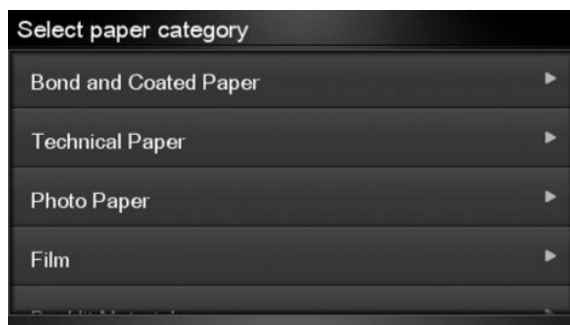 Select paper category
Bond and Coated Paper
Technical Paper
Photo Paper
Film